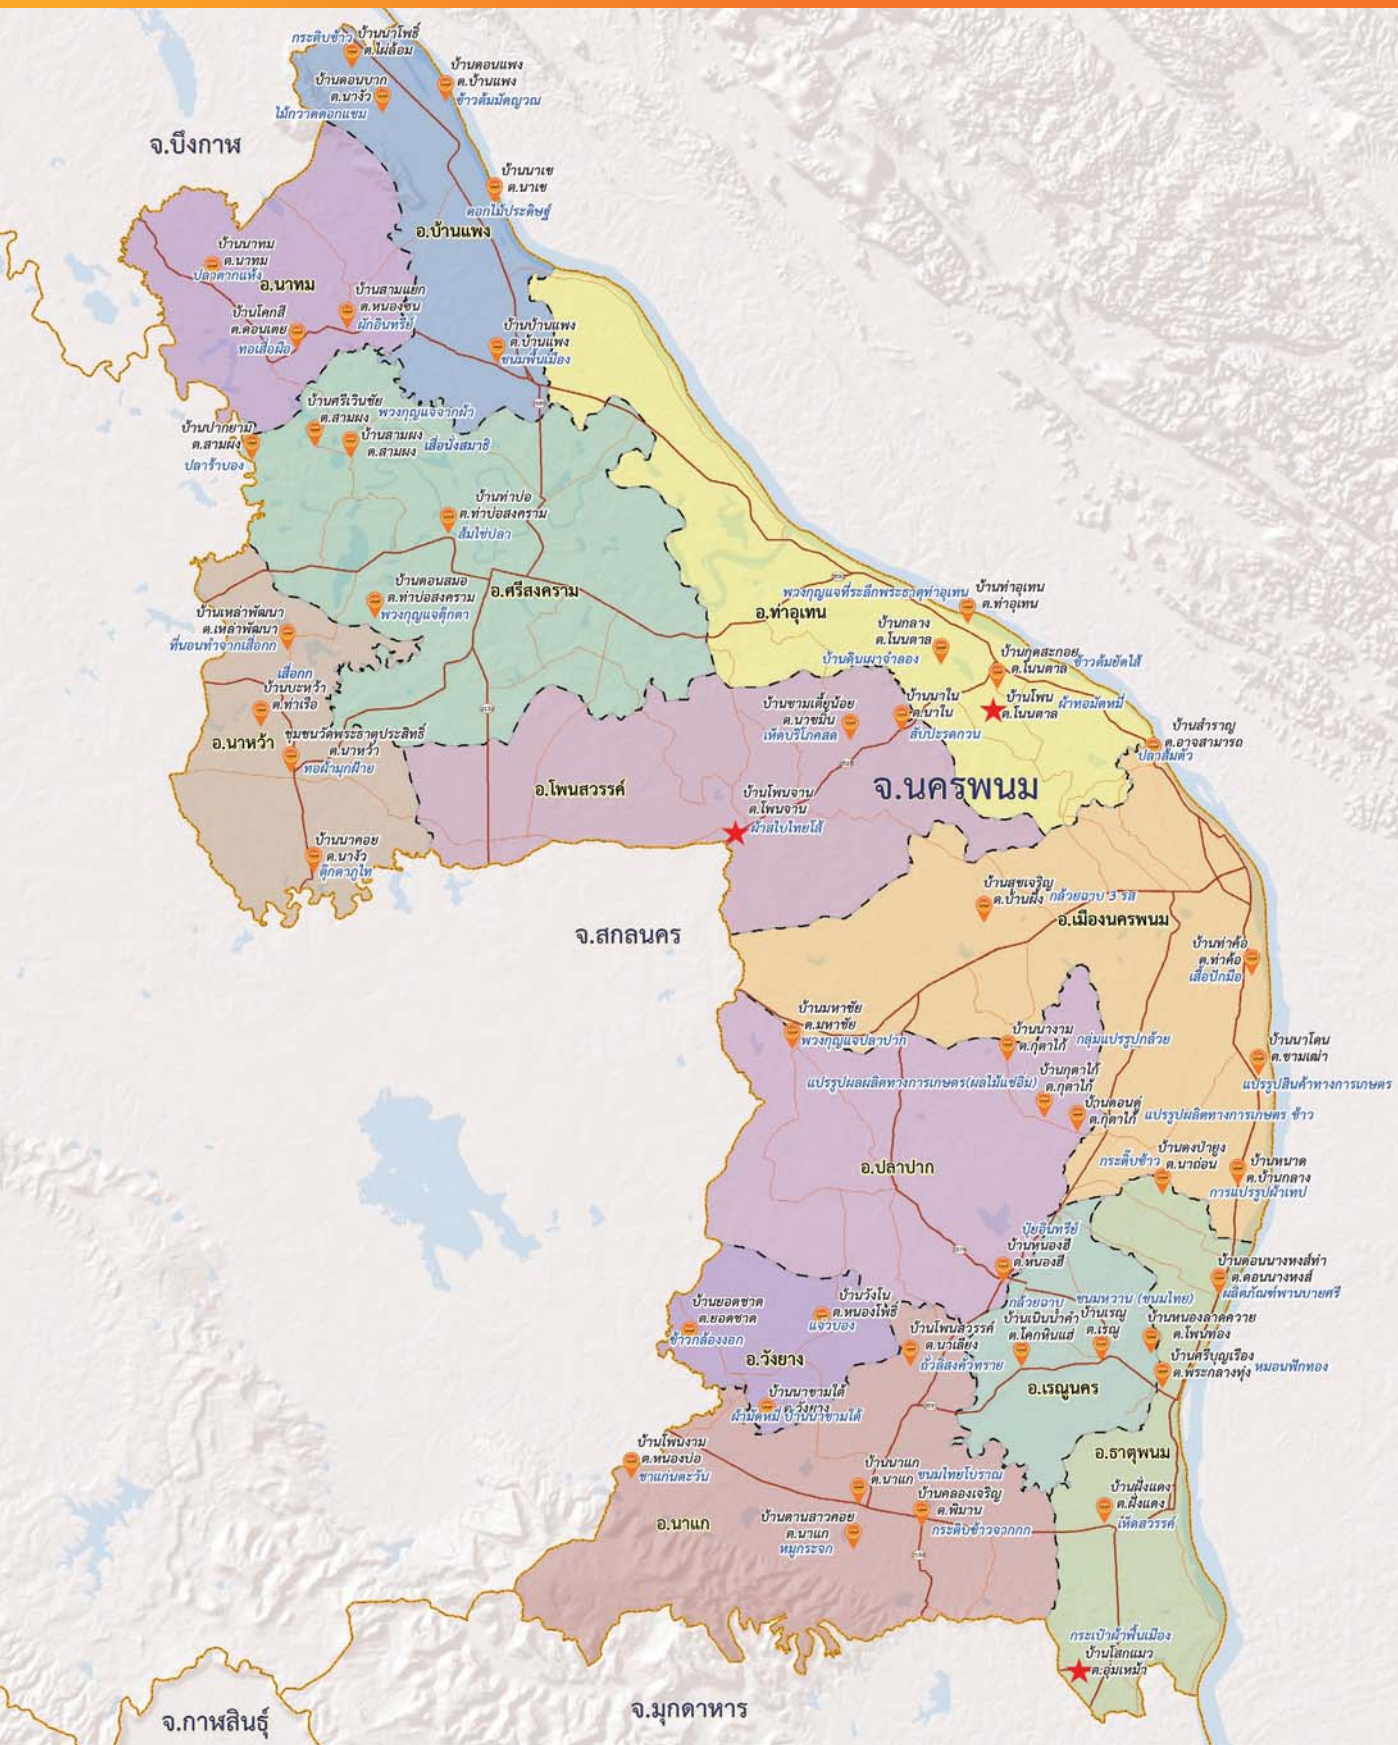 กระติบข้าว
บ้านนาโพธิ์
ต.ไผ่ล้อม
บ้านดอนแพง
ต.บ้านแพง
ข้าวต้มมัดญวณ
บ้านดอนบาก
ต.นางัว
ไม้กวาดดอกแขม
จ.บึงกาฬ
บ้านนาเข
ต.นาเข
ดอกไม้ประดิษฐ์
อ.บ้านแพง
บ้านนาทม
ต.นาทม
ปลาตากแห้ง
อ.นาทม
บ้านสามแยก
ต.หนองซน
ผักอินทรีย์
บ้านโคกสี
ต.ดอนเตย
ทอเสื่อผือ
บ้านบ้านแพง
ต.บ้านแพง
ขนมพื้นเมือง
บ้านศรีเวินชัย
ต.สามผง
พวงกุญแจจากผ้า
บ้านปากยาม
ต.สามผง
ปลาร้าบอง
บ้านสามผง
ต.สามผง
เสื่อนั่งสมาธิ
บ้านท่าบ่อ
ต.ท่าบ่อสงคราม
ส้มไข่ปลา
บ้านดอนสมอ
ต.ท่าบ่อสงคราม
พวงกุญแจตุ๊กตา
อ.ศรีสงคราม
พวงกุญแจที่ระลึกพระธาตุท่าอุเทน
บ้านท่าอุเทน
ต.ท่าอุเทน
อ.ท่าอุเทน
บ้านกลาง
ต.โนนตาล
บ้านดินเผาจำลอง
บ้านเหล่าพัฒนา
ต.เหล่าพัฒนา
ที่นอนทำจากเสื่อกก
บ้านกุดสะกอย
ต.โนนตาล
ข้าวต้มยัดไส้
เสื่อกก
บ้านบะหว้า
ต.ท่าเรือ
บ้านโพน
ต.โนนตาล
ผ้าทอมัดหมี่
บ้านขามเตี้ยน้อย
ต.นาขมิ้น
เห็ดบริโภคสด
บ้านนาใน
ต.นาใน
สับปะรดกวน
บ้านสำราญ
ต.อาจสามารถ
ปลาส้มตัว
อ.นาหว้า
ชุมชนวัดพระธาตุประสิทธิ์
ต.นาหว้า
ทอผ้ามุกฝ้าย
อ.โพนสวรรค์
จ.นครพนม
บ้านโพนจาน
ต.โพนจาน
ผ้าสไบไทยโส้
บ้านนาคอย
ต.นางัว
ตุ๊กตาภูไท
บ้านสุขเจริญ
ต.บ้านผึ้ง
กล้วยฉาบ 3 รส
อ.เมืองนครพนม
จ.สกลนคร
บ้านท่าค้อ
ต.ท่าค้อ
เสื้อปักมือ
บ้านมหาชัย
ต.มหาชัย
พวงกุญแจปลาปาก
บ้านนางาม
ต.กุตาไก้
กลุ่มแปรรูปกล้วย
บ้านนาโดน
ต.ขามเฒ่า
แปรรูปสินค้าทางการเกษตร
แปรรูปผลผลิตทางการเกษตร(ผลไม้แช่อิ่ม)
บ้านกุตาไก้
ต.กุตาไก้
บ้านดอนดู่
ต.กุตาไก้
แปรรูปผลิตทางการเกษตร ข้าว
อ.ปลาปาก
กระติ๊บข้าว
บ้านดงป่ายูง
ต.นาถ่อน
บ้านหนาด
ต.บ้านกลาง
การแปรรูปผ้าเทป
ปุ๋ยอินทรีย์
บ้านหนองฮี
ต.หนองฮี
บ้านดอนนางหงส์ท่า
ต.ดอนนางหงส์
ผลิตภัณฑ์พานบายศรี
บ้านยอดชาด
ต.ยอดชาด
ข้าวกล้องงอก
บ้านวังโน
ต.หนองโพธิ์
แจ่วบอง
กล้วยฉาบ
บ้านเนินน้ำคำ
ต.โคกหินแฮ่
ขนมหวาน (ขนมไทย)
บ้านเรณู
ต.เรณู
บ้านหนองลาดควาย
ต.โพนทอง
บ้านโพนสวรรค์
ต.นาเลียง
ถั่วลิสงคั่วทราย
บ้านศรีบุญเรือง
ต.พระกลางทุ่ง
หมอนฟักทอง
อ.วังยาง
อ.เรณูนคร
บ้านนาขามใต้
ต.วังยาง
ผ้ามัดหมี่ บ้านนาขามใต้
บ้านโพนงาม
ต.หนองบ่อ
ชาแก่นตะวัน
อ.ธาตุพนม
บ้านนาแก
ต.นาแก
ขนมไทยโบราณ
บ้านฝั่งแดง
ต.ฝั่งแดง
เห็ดสวรรค์
บ้านคลองเจริญ
ต.พิมาน
กระติบข้าวจากกก
อ.นาแก
บ้านดานสาวคอย
ต.นาแก
หมูกระจก
กระเป๋าผ้าพื้นเมือง
บ้านโสกแมว
ต.อุ่มเหม้า
จ.มุกดาหาร
จ.กาฬสินธุ์